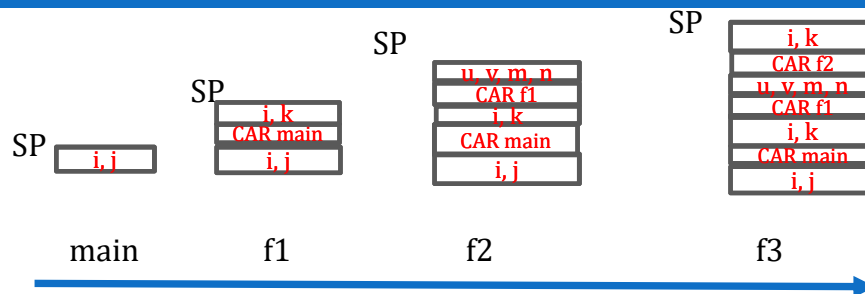 SP
i, j
main
SP
i, k
CAR main
i, j
f1
SP
u, v, m, n
CAR f1
i, k
CAR main
i, j
f2
SP
i, k
CAR f2
u, v, m, n
CAR f1
i, k
CAR main
i, j
f3